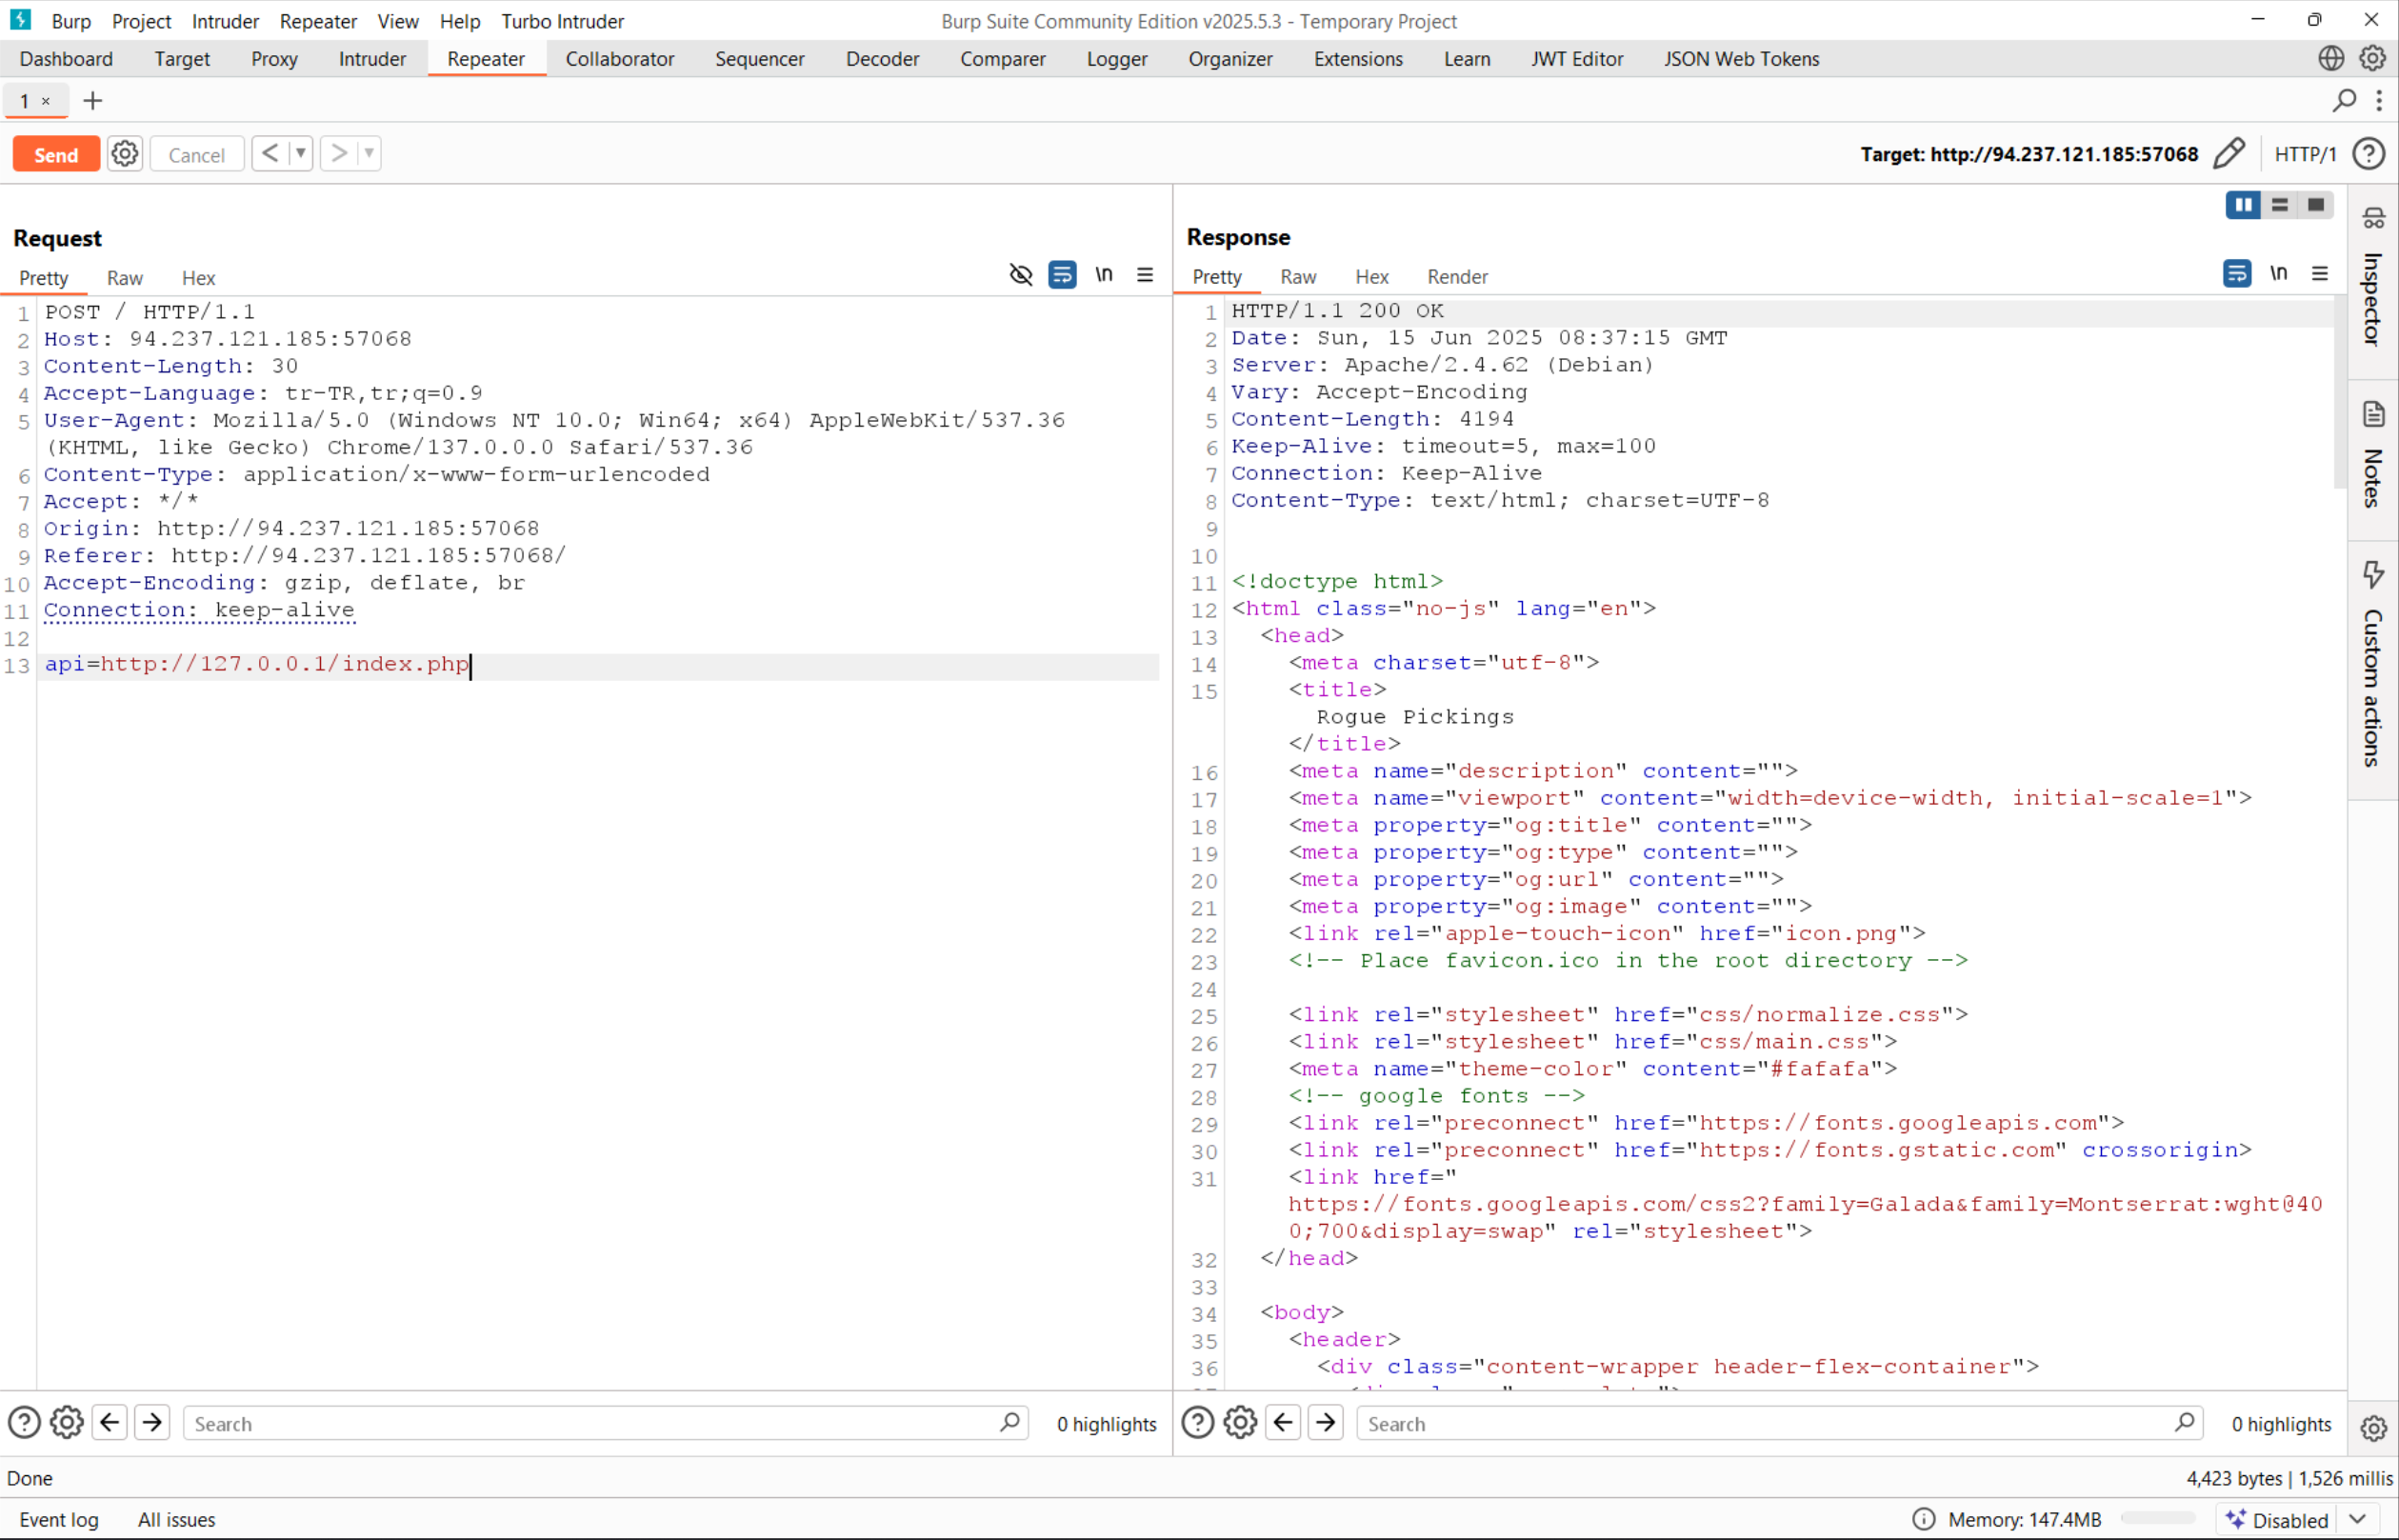 Burp Project Intruder Repeater View Help Turbo Intruder Burp Suite Community Edition v2025.5.3 - Temporary Project
Dashboard Target Proxy Intruder Repeater Collaborator Sequencer Decoder Comparer Logger Organizer Extensions Learn JWT Editor JSON Web Tokens
1 × +
Send Cancel < > Target: http://94.237.121.185:57068 HTTP/1
Request
Pretty Raw Hex \n
1 POST / HTTP/1.1
2 Host: 94.237.121.185:57068
3 Content-Length: 30
4 Accept-Language: tr-TR,tr;q=0.9
5 User-Agent: Mozilla/5.0 (Windows NT 10.0; Win64; x64) AppleWebKit/537.36
(KHTML, like Gecko) Chrome/137.0.0.0 Safari/537.36
6 Content-Type: application/x-www-form-urlencoded
7 Accept: */*
8 Origin: http://94.237.121.185:57068
9 Referer: http://94.237.121.185:57068/
10 Accept-Encoding: gzip, deflate, br
11 Connection: keep-alive
12
13 api=http://127.0.0.1/index.php
Search 0 highlights
Response
Pretty Raw Hex Render \n
1 HTTP/1.1 200 OK
2 Date: Sun, 15 Jun 2025 08:37:15 GMT
3 Server: Apache/2.4.62 (Debian)
4 Vary: Accept-Encoding
5 Content-Length: 4194
6 Keep-Alive: timeout=5, max=100
7 Connection: Keep-Alive
8 Content-Type: text/html; charset=UTF-8
9
10
11 <!doctype html>
12 <html class="no-js" lang="en">
13 <head>
14 <meta charset="utf-8">
15 <title>
Rogue Pickings
</title>
16 <meta name="description" content="">
17 <meta name="viewport" content="width=device-width, initial-scale=1">
18 <meta property="og:title" content="">
19 <meta property="og:type" content="">
20 <meta property="og:url" content="">
21 <meta property="og:image" content="">
22 <link rel="apple-touch-icon" href="icon.png">
23 <!-- Place favicon.ico in the root directory -->
24
25 <link rel="stylesheet" href="css/normalize.css">
26 <link rel="stylesheet" href="css/main.css">
27 <meta name="theme-color" content="#fafafa">
28 <!-- google fonts -->
29 <link rel="preconnect" href="https://fonts.googleapis.com">
30 <link rel="preconnect" href="https://fonts.gstatic.com" crossorigin>
31 <link href="
https://fonts.googleapis.com/css2?family=Galada&family=Montserrat:wght@40
0;700&display=swap" rel="stylesheet">
32 </head>
33
34 <body>
35 <header>
36 <div class="content-wrapper header-flex-container">
Search 0 highlights
Inspector
Notes
Custom actions
Done 4,423 bytes | 1,526 millis
Event log All issues Memory: 147.4MB Disabled